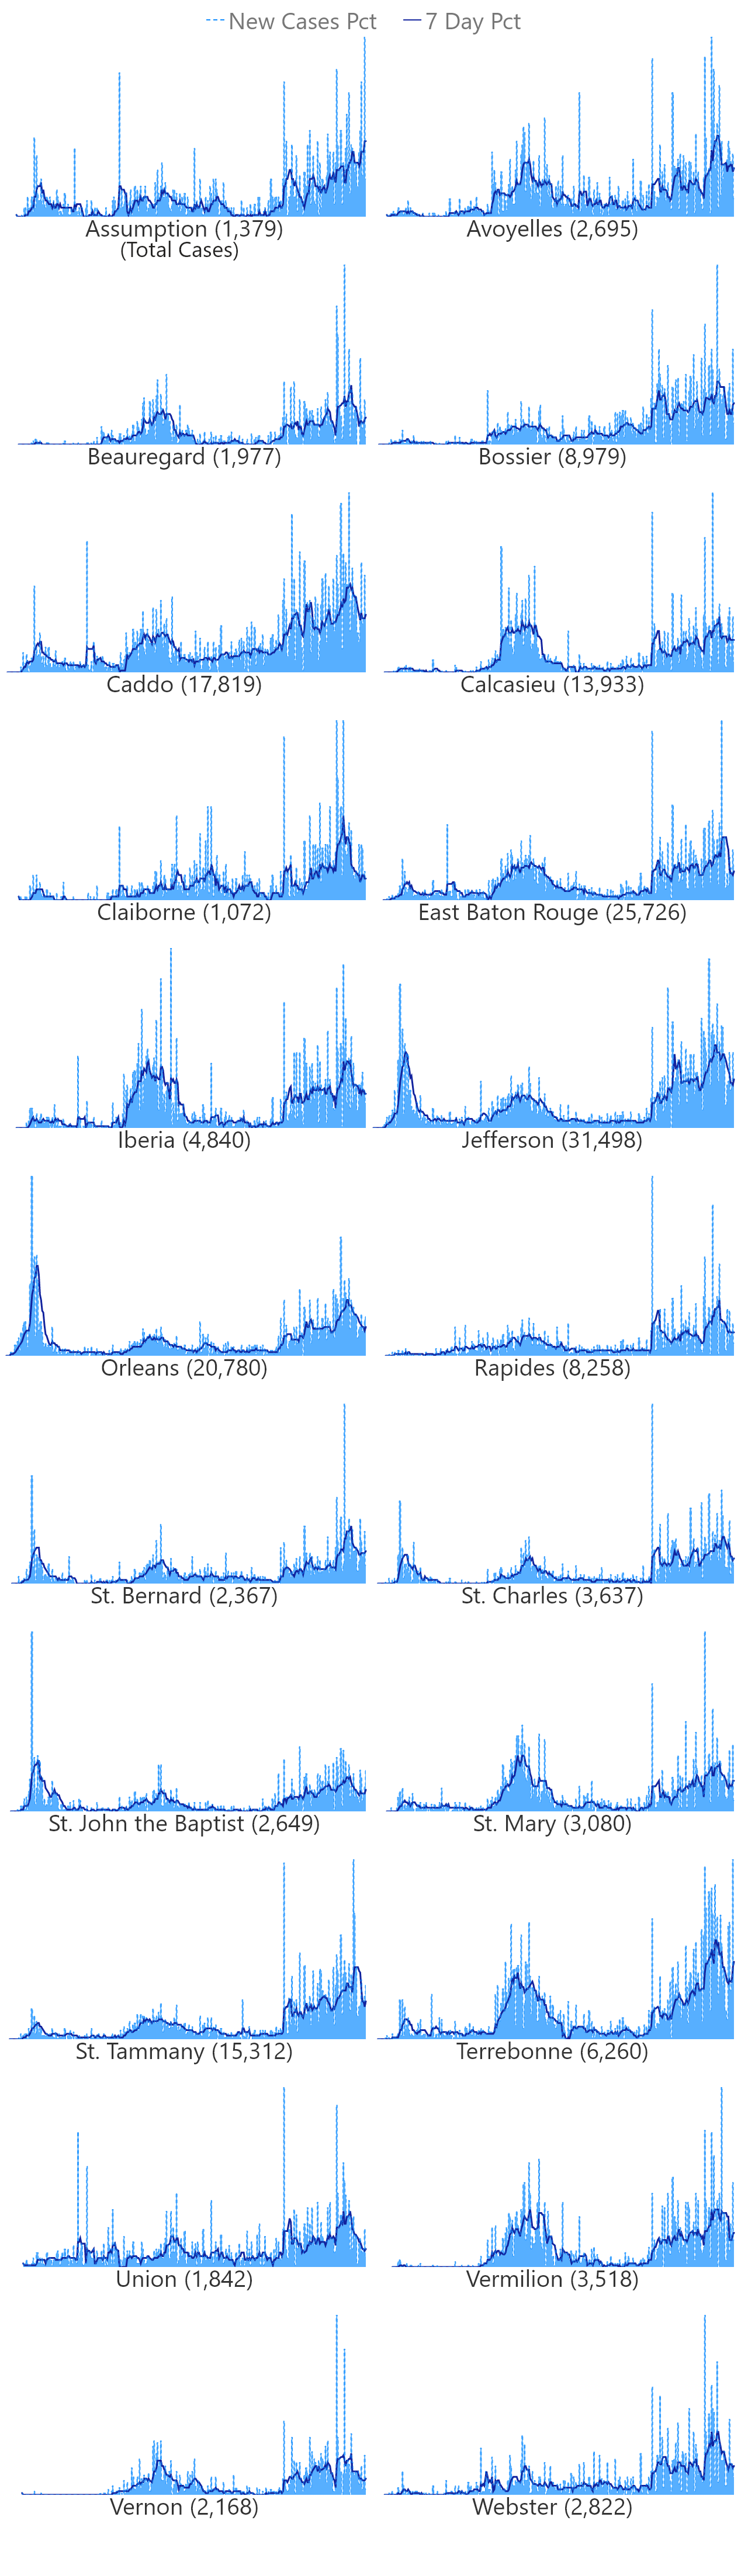 New Cases Pct 7 Day Pct
Assumption (1,379) Avoyelles (2,695)
(Total Cases)
Beauregard (1,977) Bossier (8,979)
Caddo (17,819) Calcasieu (13,933)
Claiborne (1,072) East Baton Rouge (25,726)
Iberia (4,840) Jefferson (31,498)
Orleans (20,780) Rapides (8,258)
St. Bernard (2,367) St. Charles (3,637)
St. John the Baptist (2,649) St. Mary (3,080)
St. Tammany (15,312) Terrebonne (6,260)
Union (1,842) Vermilion (3,518)
Vernon (2,168) Webster (2,822)